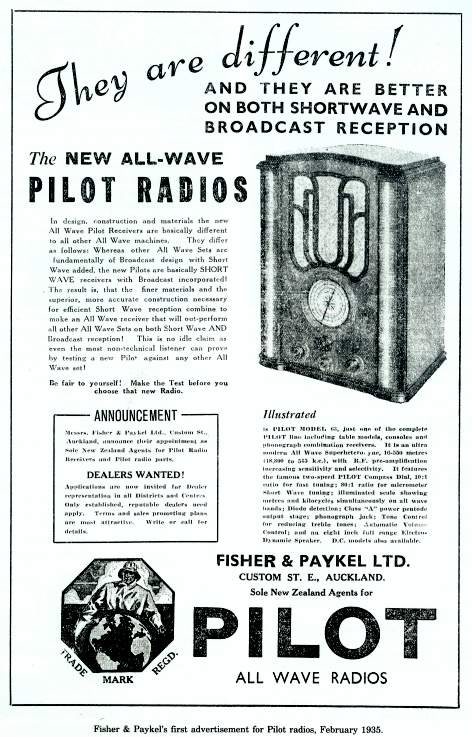 They are different!
AND THEY ARE BETTER
ON BOTH SHORTWAVE AND
BROADCAST RECEPTION
The NEW ALL-WAVE
PILOT RADIOS
In design, construction and materials the new
All Wave Pilot Receivers are basically different
to all other All Wave machines. They differ
as follows: Whereas other All Wave Sets are
fundamentally of Broadcast design with Short
Wave added, the new Pilots are basically SHORT
WAVE receivers with Broadcast incorporated!
The result is, that the finer materials and the
superior, more accurate construction necessary
for efficient Short Wave reception combine to
make an All Wave receiver that will out-perform
all other All Wave Sets on both Short Wave AND
Broadcast reception! This is no idle claim as
even the most non-technical listener can prove
by testing a new Pilot against any other All
Wave set!
Be fair to yourself! Make the Test before you
choose that new Radio.
ANNOUNCEMENT
Messrs. Fisher & Paykel Ltd., Custom St.,
Auckland, announce their appointment as
Sole New Zealand Agents for Pilot Radio
Receivers and Pilot radio parts.
DEALERS WANTED!
Applications are now invited for Dealer
representation in all Districts and Centres.
Only established, reputable dealers need
apply. Terms and sales promoting plans
are most attractive. Write or call for
details.
Illustrated
is PILOT MODEL 63, just one of the complete
PILOT line including table models, consoles and
phonograph combination receivers. It is an ultra
modern All Wave Superheterodyne, 16-550 metres
(18,800 to 545 k.c.), with R.F. pre-amplification
increasing sensitivity and selectivity. It features
the famous two-speed PILOT Compass Dial, 10:1
ratio for fast tuning; 80:1 ratio for micrometer
Short Wave tuning; illuminated scale showing
metres and kilocycles simultaneously on all wave
bands; Diode detection; Class "A" power pentode
output stage; phonograph jack; Tone Control
for reducing treble tones; Automatic Volume
Control; and an eight inch full range Electro-
Dynamic Speaker. D.C. models also available.
FISHER & PAYKEL LTD.
CUSTOM ST. E., AUCKLAND.
Sole New Zealand Agents for
PILOT
ALL WAVE RADIOS
TRADE MARK REGD.
Fisher & Paykel's first advertisement for Pilot radios, February 1935.